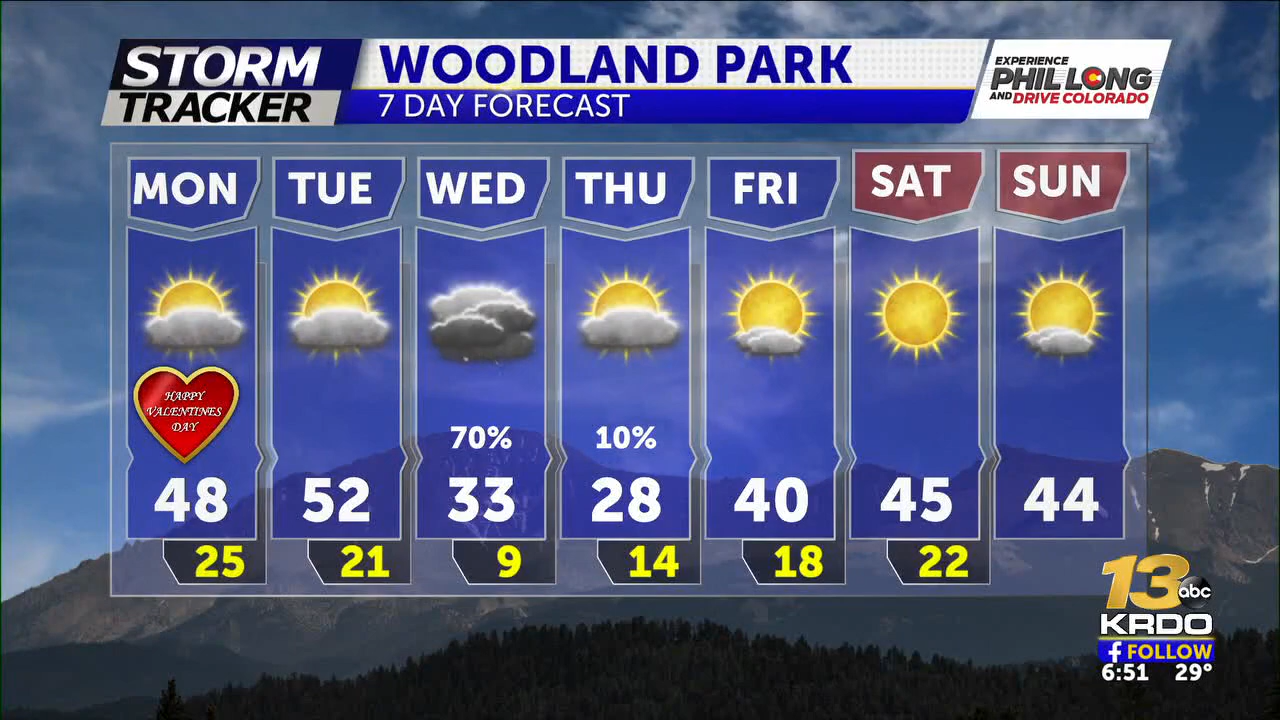 STORM
TRACKER
WOODLAND PARK
7 DAY FORECAST
EXPERIENCE
PHIL LONG
AND DRIVE COLORADO
MON TUE WED THU FRI SAT SUN
HAPPY
VALENTINES
DAY
70% 10%
48 52 33 28 40 45 44
25 21 9 14 18 22
13 abc
KRDO
f FOLLOW
6:51 29°